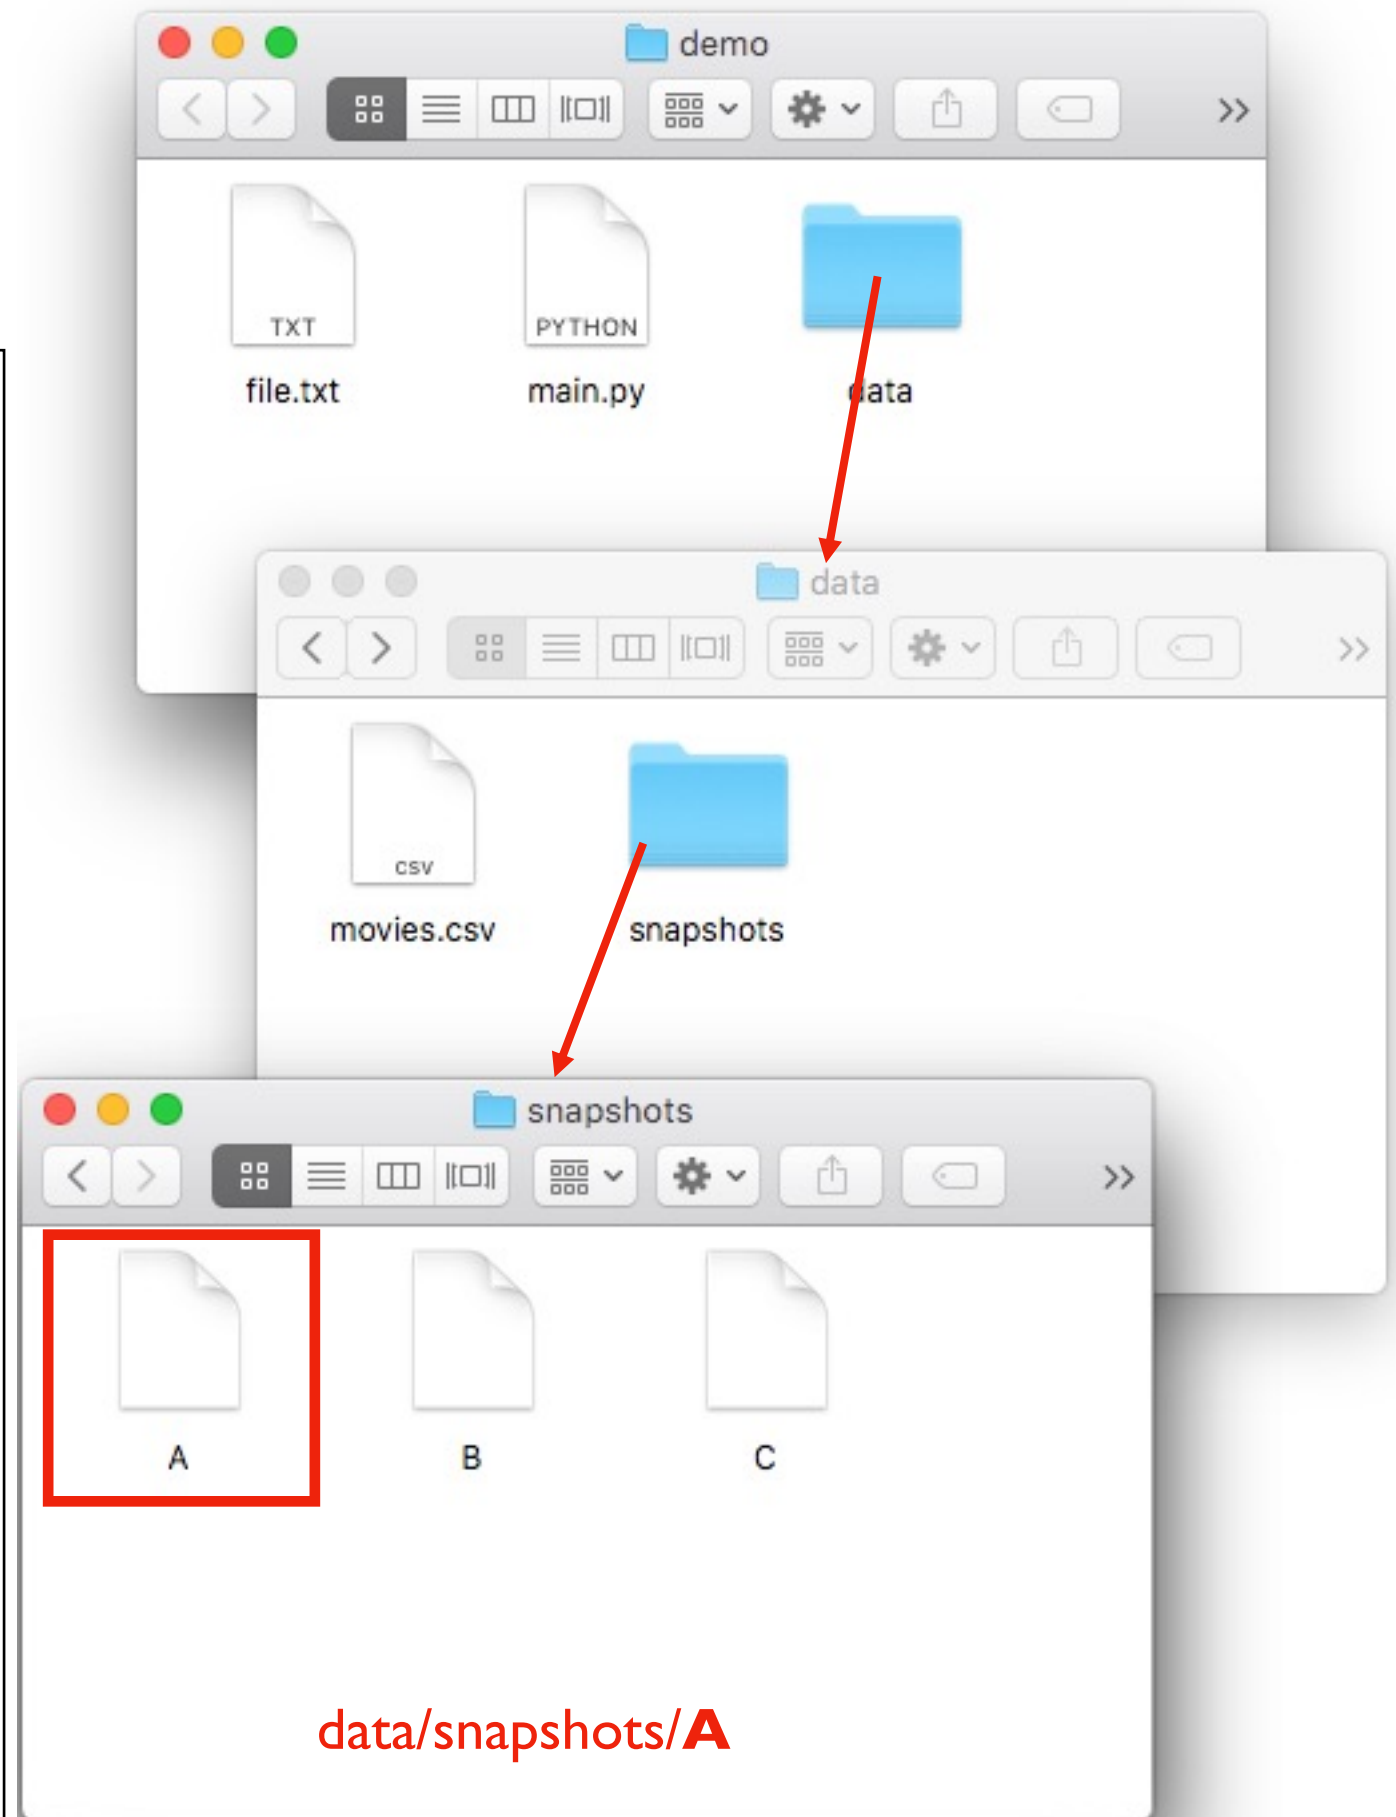 demo
TXT PYTHON
file.txt main.py data
data
csv
movies.csv snapshots
snapshots
A B C
data/snapshots/A